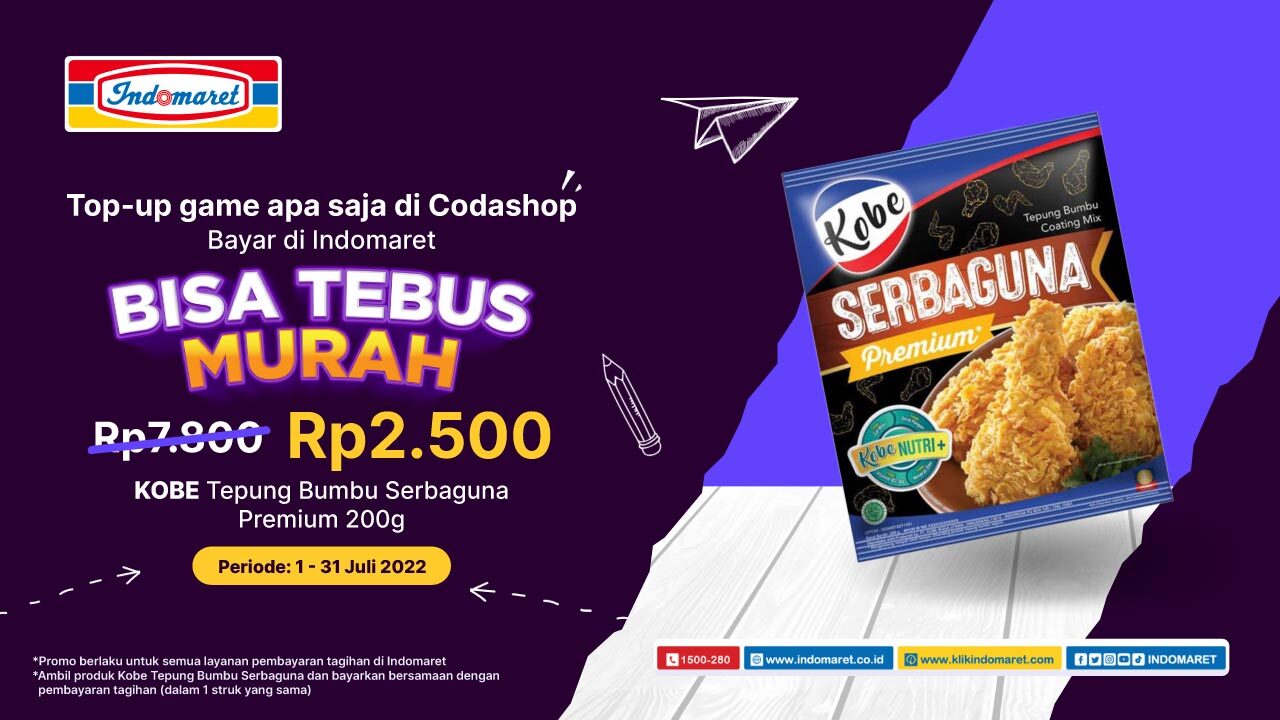 Indomaret
Top-up game apa saja di Codashop
Bayar di Indomaret
BISA TEBUS
MURAH
Rp7.800 Rp2.500
KOBE Tepung Bumbu Serbaguna
Premium 200g
Periode: 1 - 31 Juli 2022
*Promo berlaku untuk semua layanan pembayaran tagihan di Indomaret
*Ambil produk Kobe Tepung Bumbu Serbaguna dan bayarkan bersamaan dengan
pembayaran tagihan (dalam 1 struk yang sama)
Kobe
Tepung Bumbu
Coating Mix
SERBAGUNA
Premium*
Kobe NUTRI+
1500-280
www.indomaret.co.id
www.klikindomaret.com
INDOMARET